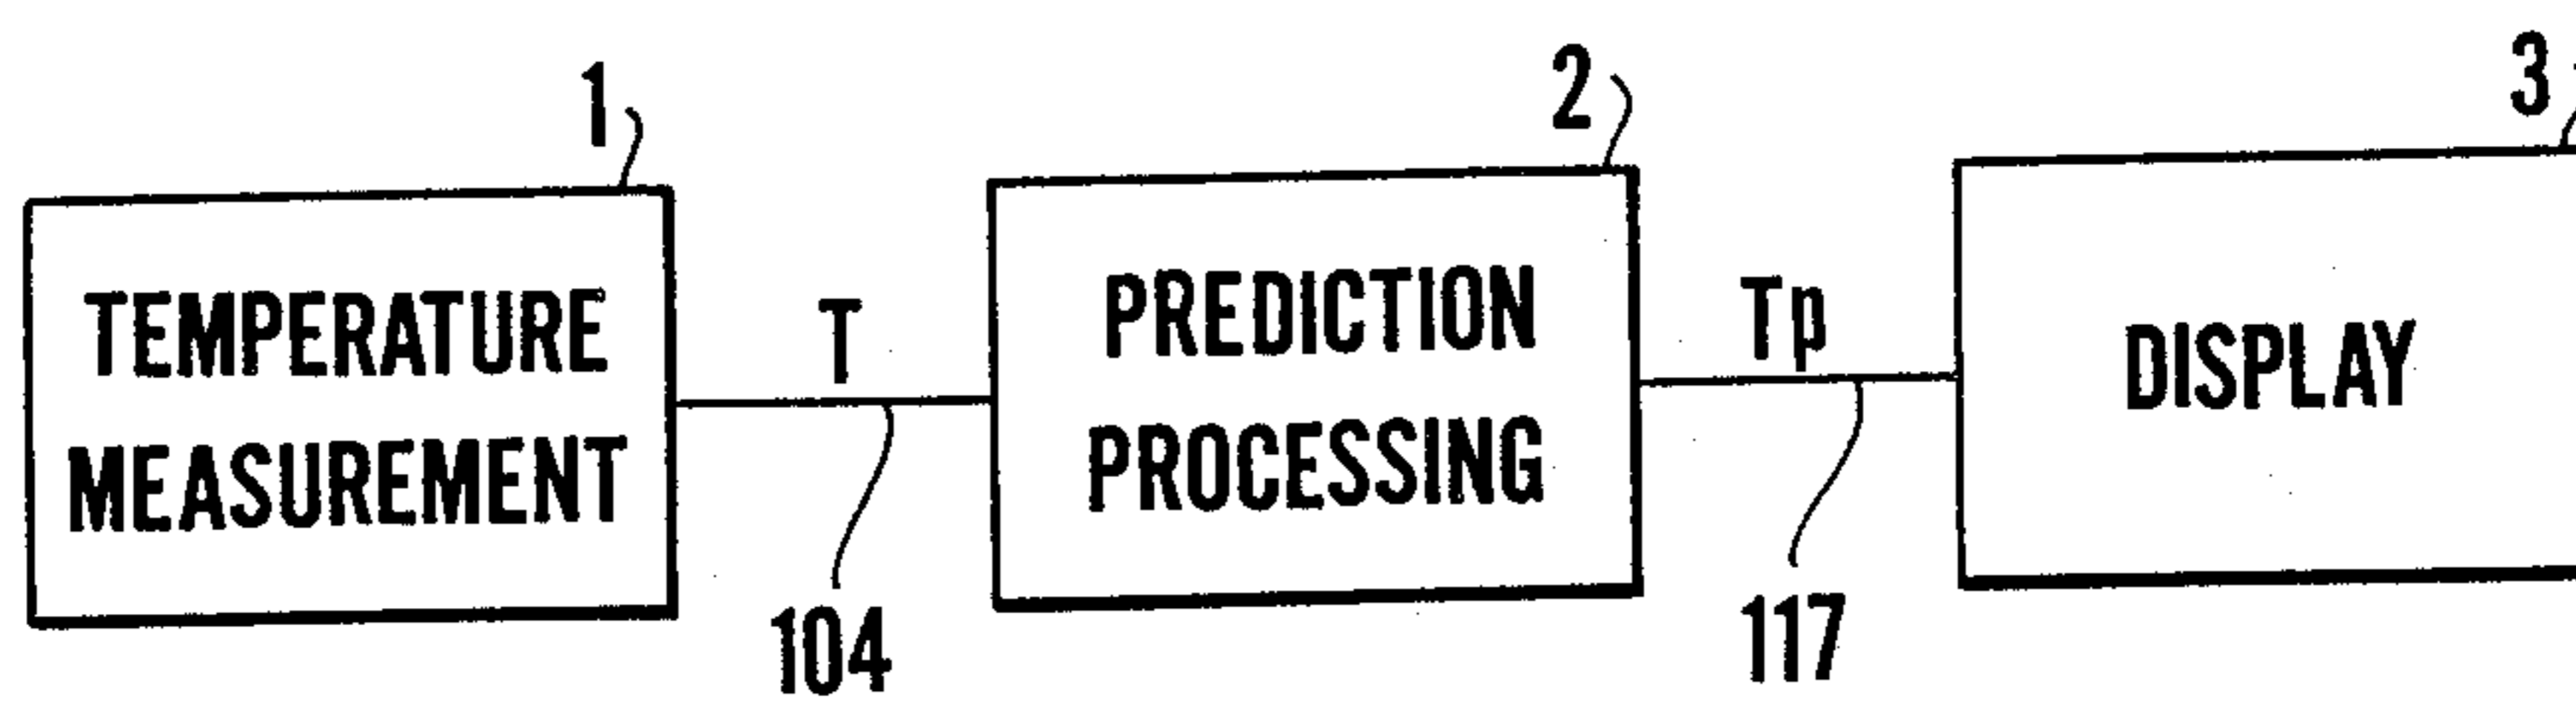 1
2
3
TEMPERATURE
MEASUREMENT
T
104
PREDICTION
PROCESSING
Tp
117
DISPLAY